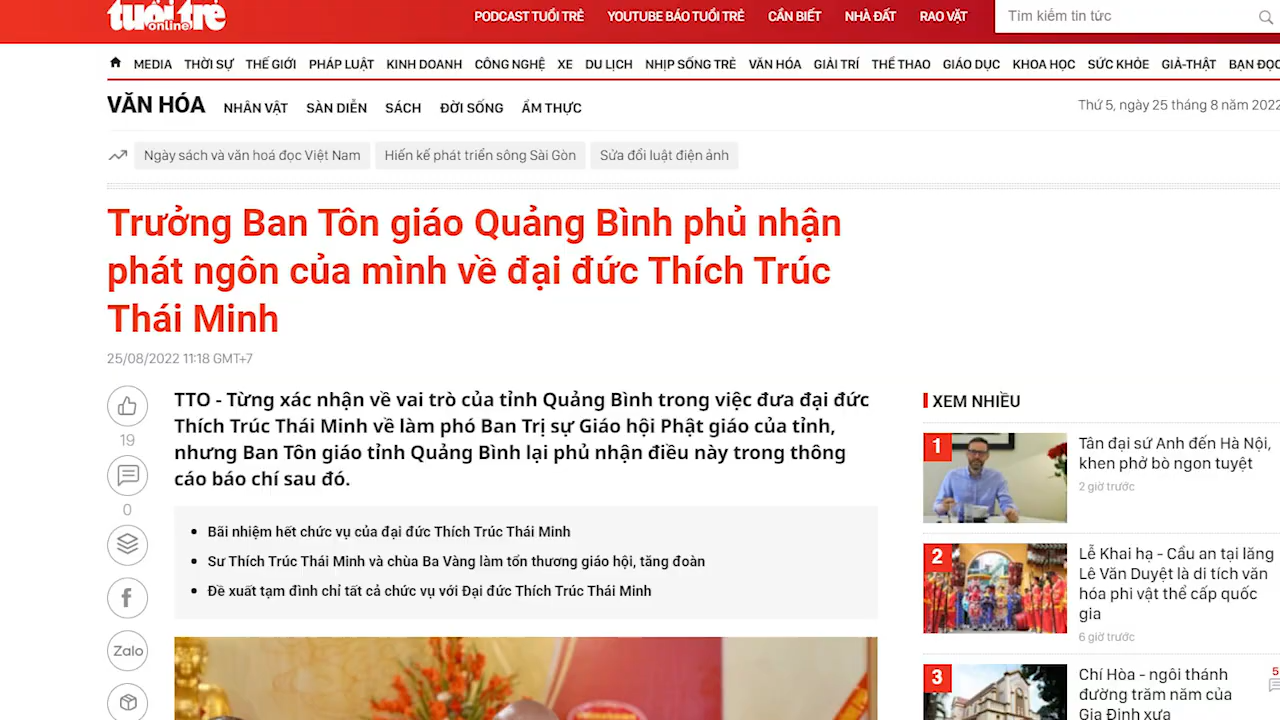 tuổi trẻ
online
PODCAST TUỔI TRẺ YOUTUBE BÁO TUỔI TRẺ CẦN BIẾT NHÀ ĐẤT RAO VẶT
Tìm kiếm tin tức
MEDIA THỜI SỰ THẾ GIỚI PHÁP LUẬT KINH DOANH CÔNG NGHỆ XE DU LỊCH NHỊP SỐNG TRẺ VĂN HÓA GIẢI TRÍ THỂ THAO GIÁO DỤC KHOA HỌC SỨC KHỎE GIẢ-THẬT BẠN ĐỌC
VĂN HÓA NHÂN VẬT SÀN DIỄN SÁCH ĐỜI SỐNG ẨM THỰC
Thứ 5, ngày 25 tháng 8 năm 2022
Ngày sách và văn hoá đọc Việt Nam Hiến kế phát triển sông Sài Gòn Sửa đổi luật điện ảnh
Trưởng Ban Tôn giáo Quảng Bình phủ nhận
phát ngôn của mình về đại đức Thích Trúc
Thái Minh
25/08/2022 11:18 GMT+7
19
0
Zalo
TTO - Từng xác nhận về vai trò của tỉnh Quảng Bình trong việc đưa đại đức
Thích Trúc Thái Minh về làm phó Ban Trị sự Giáo hội Phật giáo của tỉnh,
nhưng Ban Tôn giáo tỉnh Quảng Bình lại phủ nhận điều này trong thông
cáo báo chí sau đó.
Bãi nhiệm hết chức vụ của đại đức Thích Trúc Thái Minh
Sư Thích Trúc Thái Minh và chùa Ba Vàng làm tổn thương giáo hội, tăng đoàn
Đề xuất tạm đình chỉ tất cả chức vụ với Đại đức Thích Trúc Thái Minh
XEM NHIỀU
1
Tân đại sứ Anh đến Hà Nội,
khen phở bò ngon tuyệt
2 giờ trước
2
Lễ Khai hạ - Cầu an tại lăng
Lê Văn Duyệt là di tích văn
hóa phi vật thể cấp quốc
gia
6 giờ trước
3
Chí Hòa - ngôi thánh
đường trăm năm của
Gia Định xưa
5